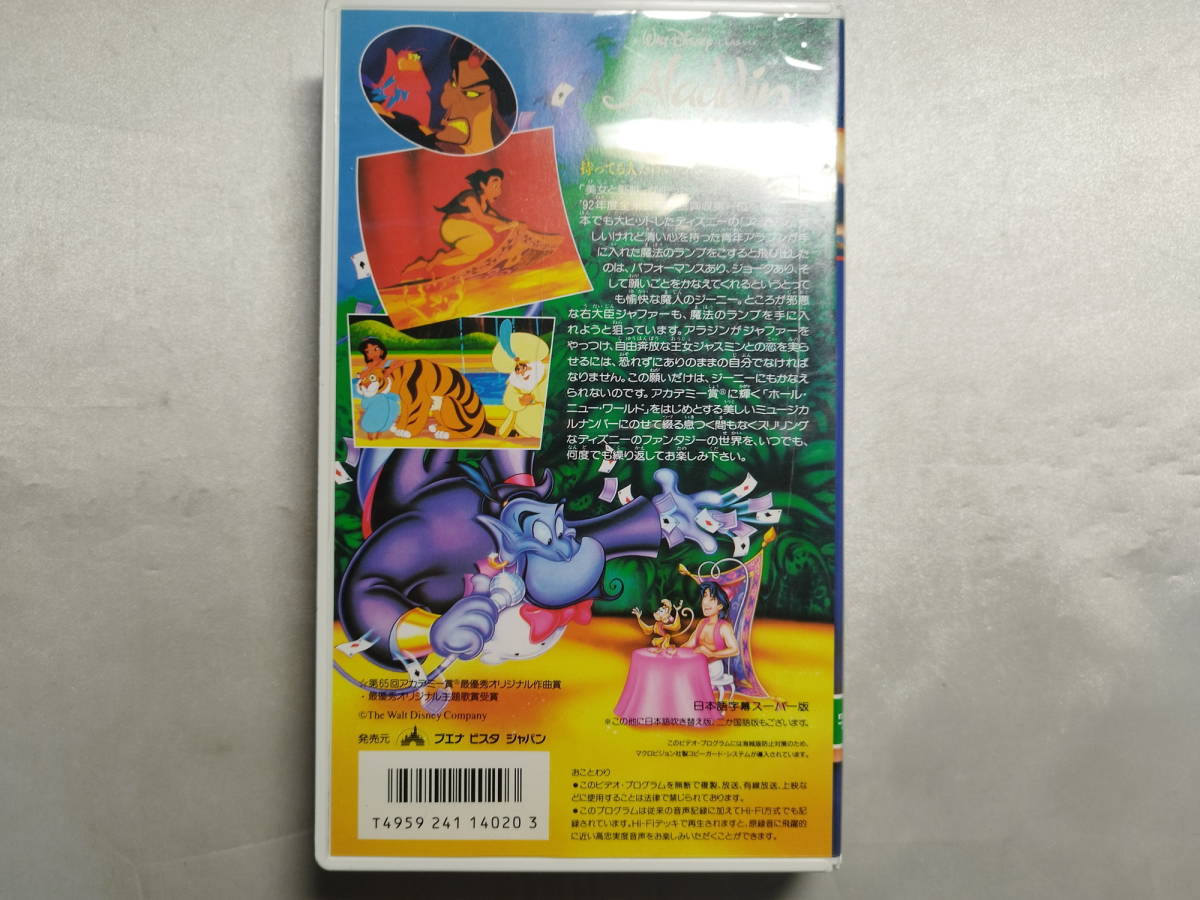 WALT DISNEY CLASSIC
Aladdin
待ってる人だけ
「美女と野獣」
'92年度全
本でも大ヒットしたディズニーの
しいけれど清い心を持った青年アラジンが手
に入れた魔法のランプをこすると飛び出した
のは、パフォーマンスあり、ジョークあり、そ
して願いごとをかなえてくれるというとって
も愉快な魔人のジーニー。ところが邪悪
な右大臣ジャファーも、魔法のランプを手に入
れようと狙っています。アラジンがジャファーを
やっつけ、自由奔放な王女ジャスミンとの恋を実ら
せるには、恐れずにありのままの自分でなければ
なりません。この願いだけは、ジーニーにもかなえ
られないのです。アカデミー賞®に輝く「ホール・
ニュー・ワールド」をはじめとする美しいミュージカ
ルナンバーにのせて綴る息つく間もなくスリリング
なディズニーのファンタジーの世界を、いつでも、
何度でも繰り返してお楽しみ下さい。
☆第65回アカデミー賞®最優秀オリジナル作曲賞
・最優秀オリジナル主題歌賞受賞
©The Walt Disney Company
発売元 ブエナ ビスタ ジャパン
日本語字幕スーパー版
※この他に日本語吹き替え版、二か国語版もございます。
このビデオ・プログラムには海賊版防止対策のため、
マクロビジョン社製コピーガード・システムが導入されています。
おことわり
●このビデオ・プログラムを無断で複製、放送、有線放送、上映な
どに使用することは法律で禁じられております。
●このプログラムは従来の音声記録に加えてHi-Fi方式でも記
録されています。Hi-Fiデッキで再生されますと、原録音に飛躍的
に近い高忠実度音声をお楽しみいただくことができます。
T4959 241 14020 3